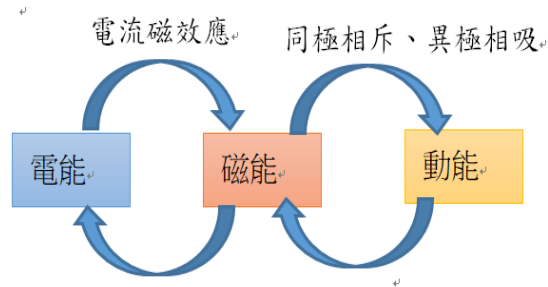 電流磁效應
同極相斥、異極相吸
電能
磁能
動能